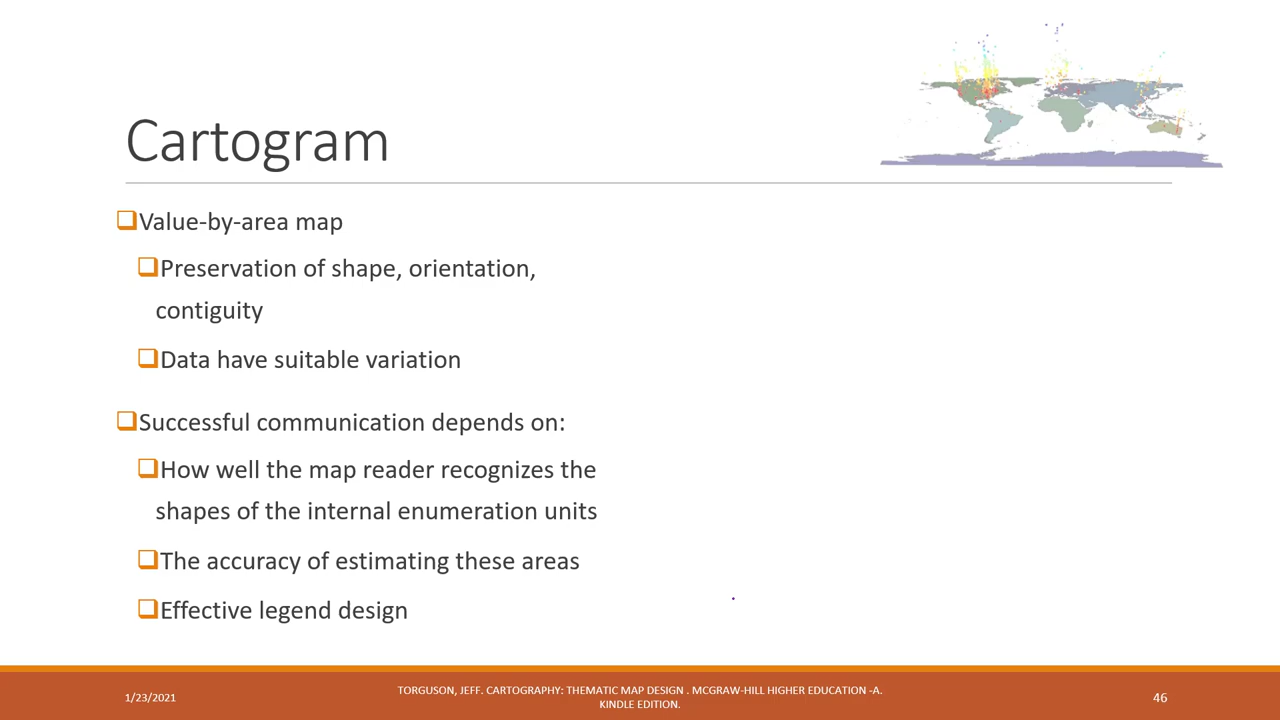 Cartogram
Value-by-area map
Preservation of shape, orientation,
contiguity
Data have suitable variation
Successful communication depends on:
How well the map reader recognizes the
shapes of the internal enumeration units
The accuracy of estimating these areas
Effective legend design
1/23/2021
TORGUSON, JEFF. CARTOGRAPHY: THEMATIC MAP DESIGN . MCGRAW-HILL HIGHER EDUCATION -A.
KINDLE EDITION.
46